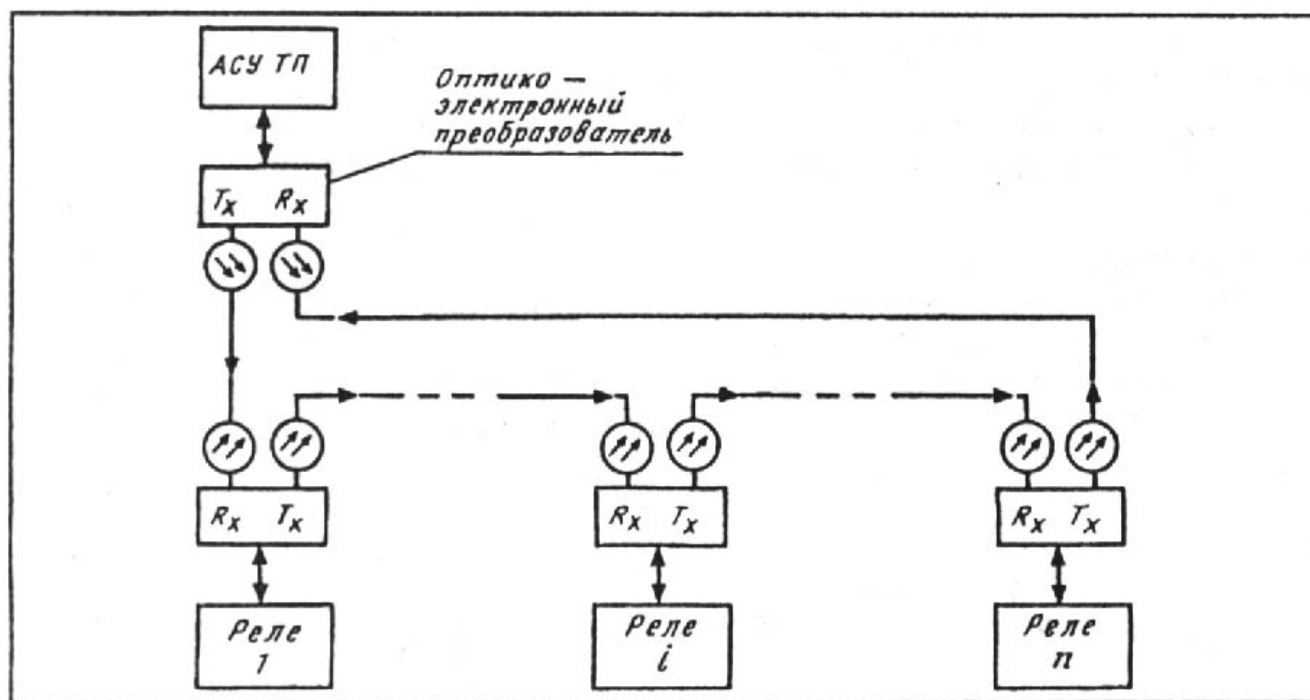 АСУ ТП
Оптико —
электронный
преобразователь
Tx Rx
Rx Tx
Rx Tx
Rx Tx
Реле
1
Реле
i
Реле
n